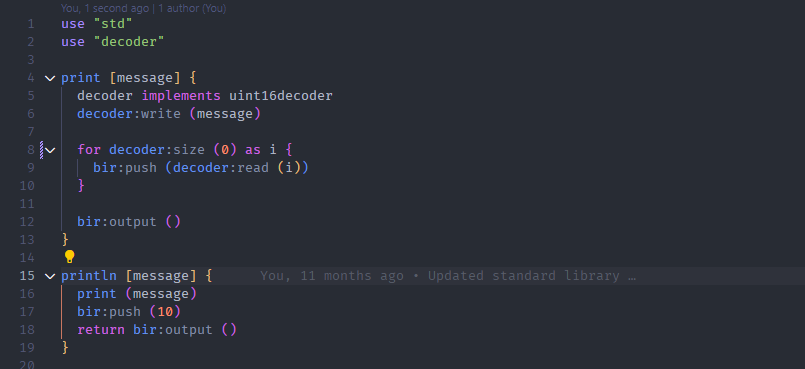 You, 1 second ago | 1 author (You)
1 use "std"
2 use "decoder"
3
4 print [message] {
5 decoder implements uint16decoder
6 decoder:write (message)
7
8 for decoder:size (0) as i {
9 bir:push (decoder:read (i))
10 }
11
12 bir:output ()
13 }
14
15 println [message] { You, 11 months ago • Updated standard library …
16 print (message)
17 bir:push (10)
18 return bir:output ()
19 }
20